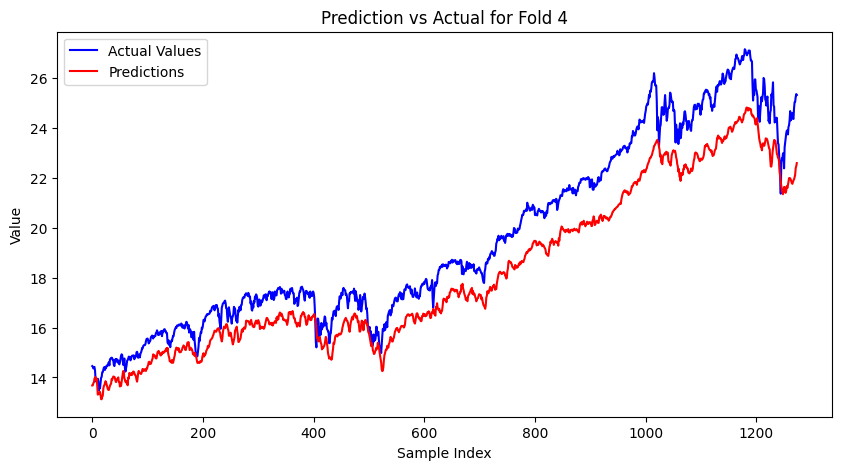 Prediction vs Actual for Fold 4
Actual Values
Predictions
26
24
22
20
18
16
14
Value
0 200 400 600 800 1000 1200
Sample Index